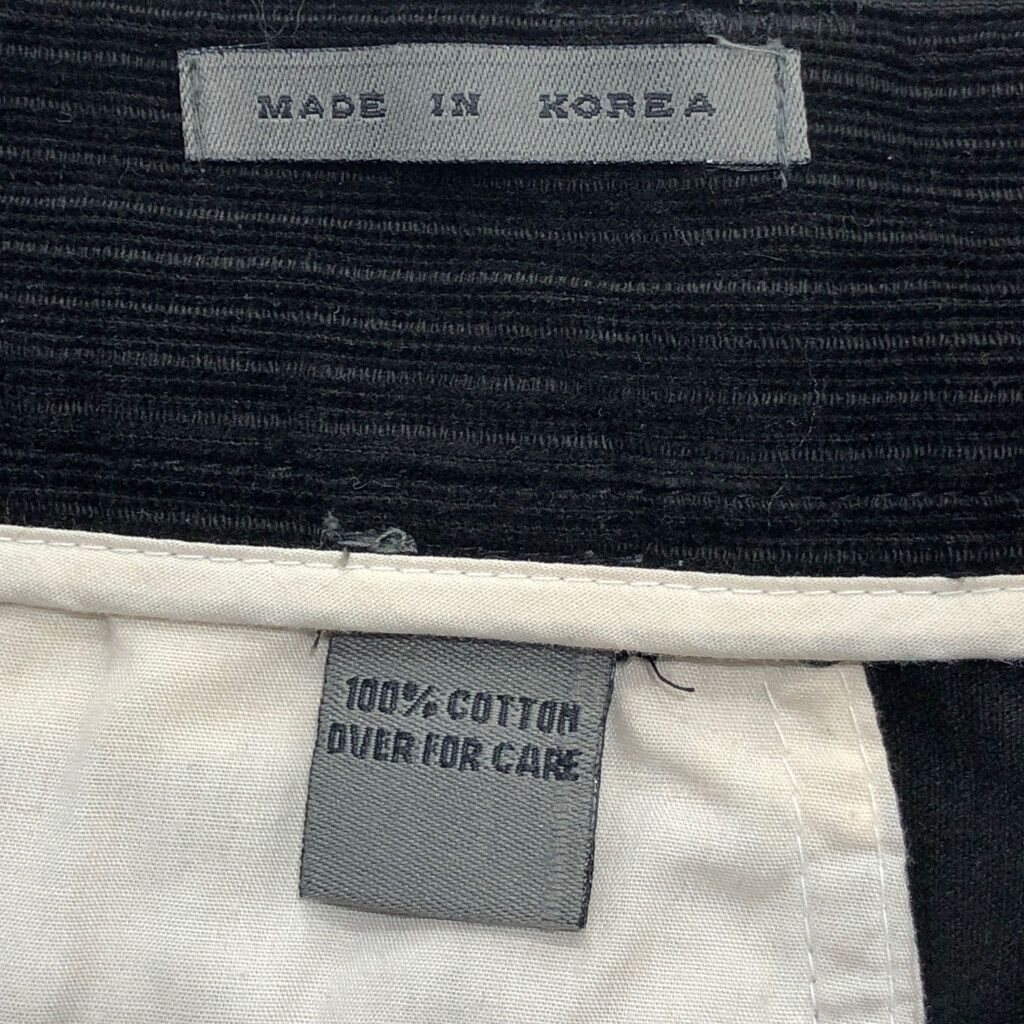 MADE IN KOREA
100% COTTON
OVER FOR CARE